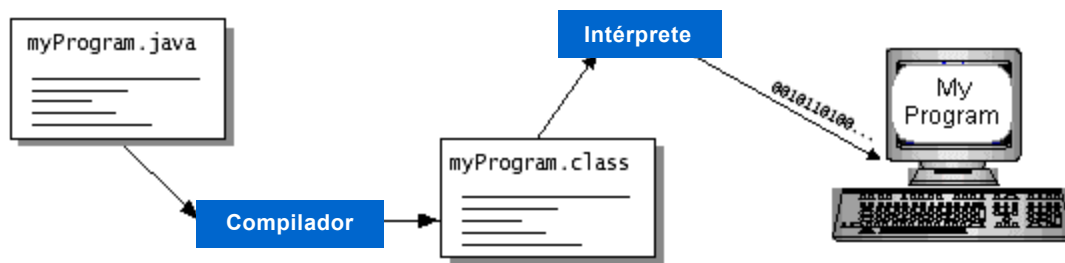 myProgram.java
Compilador
myProgram.class
Intérprete
0010110100...
My
Program